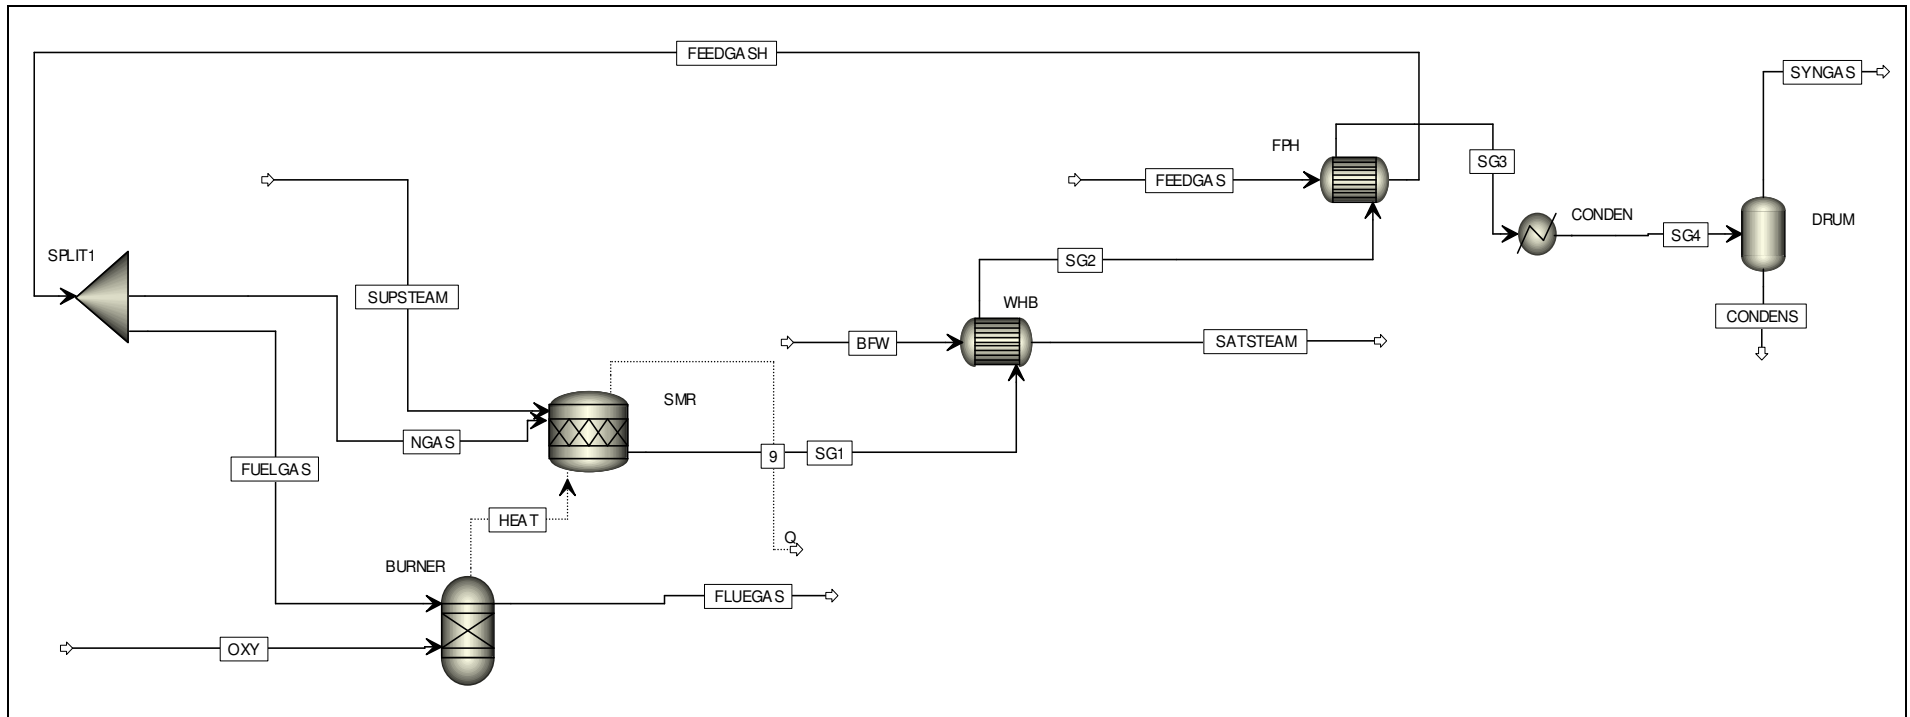 FEEDGASH
SYNGAS
FPH
SG3
FEEDGAS
CONDEN
DRUM
SG4
SPLIT1
SG2
SUPSTEAM
WHB
CONDENS
BFW
SATSTEAM
SMR
NGAS
9
SG1
FUELGAS
HEAT
Q
BURNER
FLUEGAS
OXY